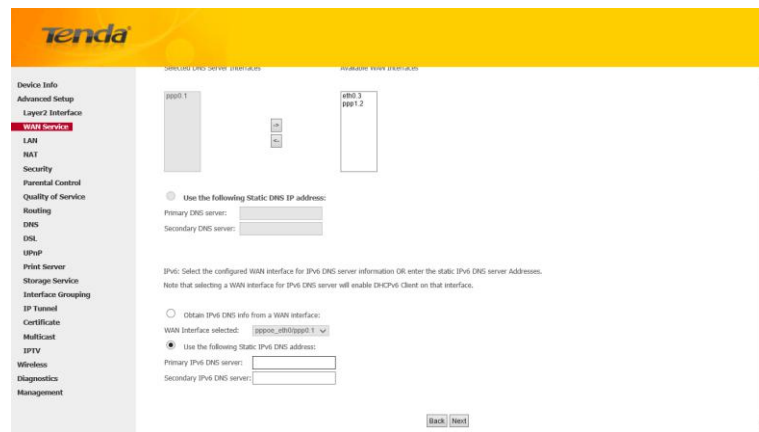 Tenda
Selected DNS Server Interfaces
Available WAN Interfaces
Device Info
Advanced Setup
Layer2 Interface
WAN Service
LAN
NAT
Security
Parental Control
Quality of Service
Routing
DNS
DSL
UPnP
Print Server
Storage Service
Interface Grouping
IP Tunnel
Certificate
Multicast
IPTV
Wireless
Diagnostics
Management
ppp0.1
eth0.3
ppp1.2
->
<-
Use the following Static DNS IP address:
Primary DNS server:
Secondary DNS server:
IPv6: Select the configured WAN interface for IPv6 DNS server information OR enter the static IPv6 DNS server Addresses.
Note that selecting a WAN interface for IPv6 DNS server will enable DHCPv6 Client on that interface.
Obtain IPv6 DNS info from a WAN interface:
WAN Interface selected: pppoe_eth0/ppp0.1
Use the following Static IPv6 DNS address:
Primary IPv6 DNS server:
Secondary IPv6 DNS server:
Back Next